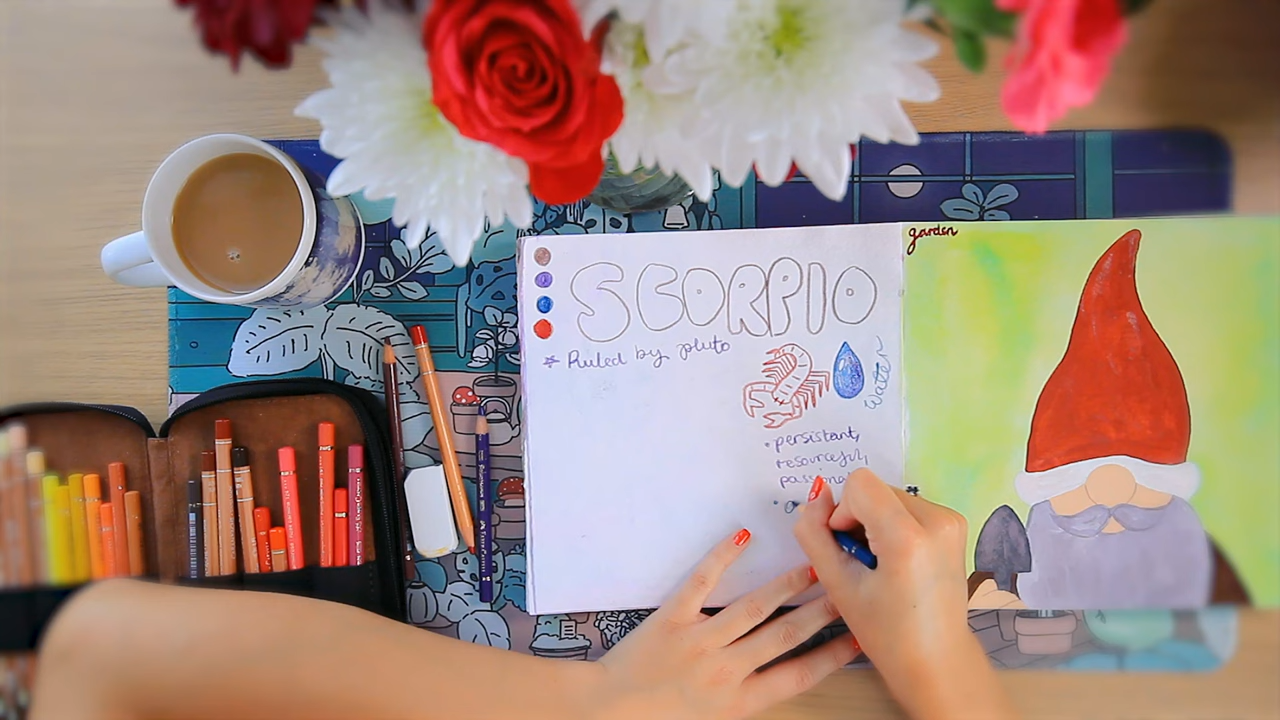 garden
SCORPIO
* Ruled by pluto
Water
• persistant,
resourceful,